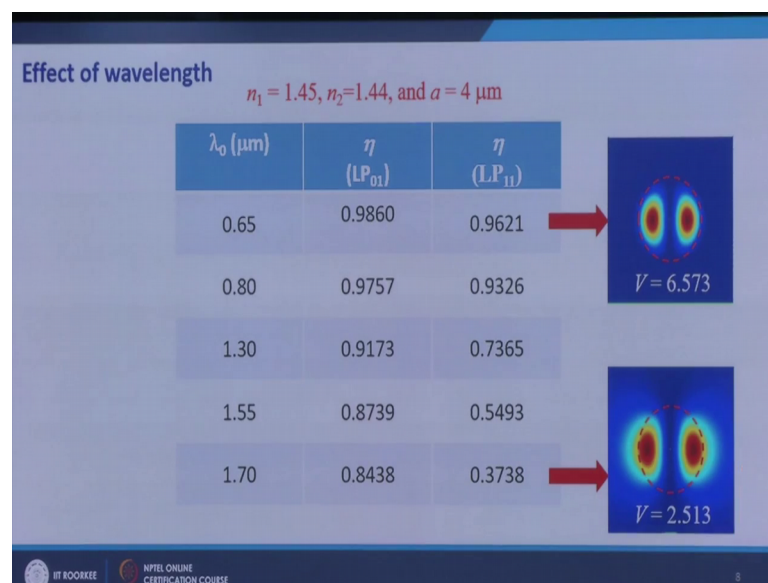 Effect of wavelength
n₁ = 1.45, n₂=1.44, and a = 4 μm
λ₀ (μm) η (LP₀₁) η (LP₁₁)
0.65 0.9860 0.9621
0.80 0.9757 0.9326
1.30 0.9173 0.7365
1.55 0.8739 0.5493
1.70 0.8438 0.3738
V = 6.573
V = 2.513
IIT ROORKEE
NPTEL ONLINE
CERTIFICATION COURSE
8